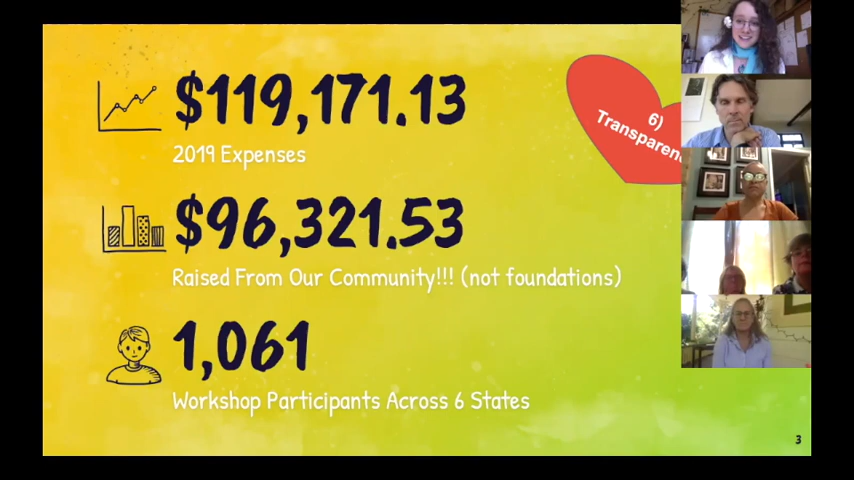 $119,171.13
2019 Expenses
6)
$96,321.53
Raised From Our Community!!! (not foundations)
1,061
Workshop Participants Across 6 States
3